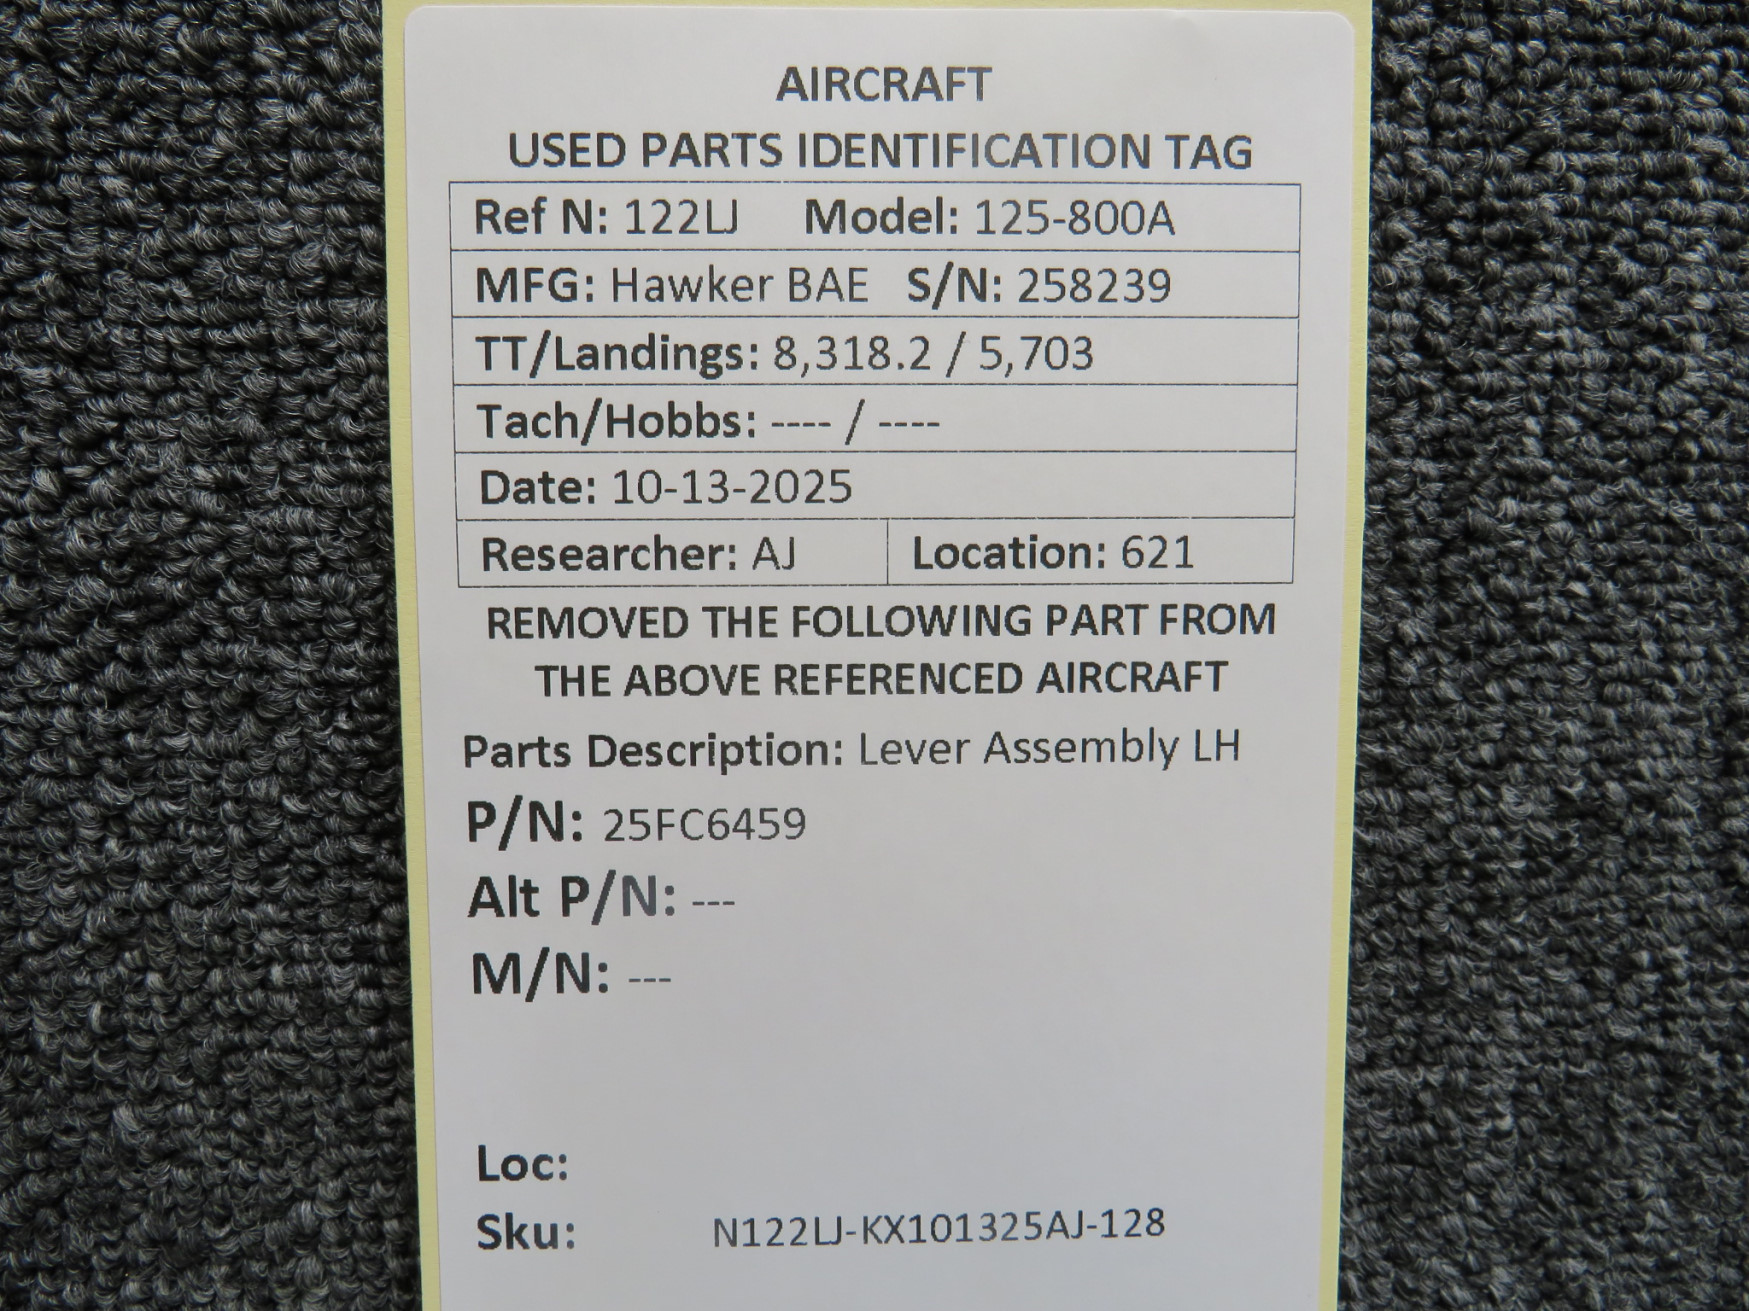 AIRCRAFT
USED PARTS IDENTIFICATION TAG
Ref N: 122LJ Model: 125-800A
MFG: Hawker BAE S/N: 258239
TT/Landings: 8,318.2 / 5,703
Tach/Hobbs: ---- / ----
Date: 10-13-2025
Researcher: AJ Location: 621
REMOVED THE FOLLOWING PART FROM
THE ABOVE REFERENCED AIRCRAFT
Parts Description: Lever Assembly LH
P/N: 25FC6459
Alt P/N: ---
M/N: ---
Loc:
Sku: N122LJ-KX101325AJ-128